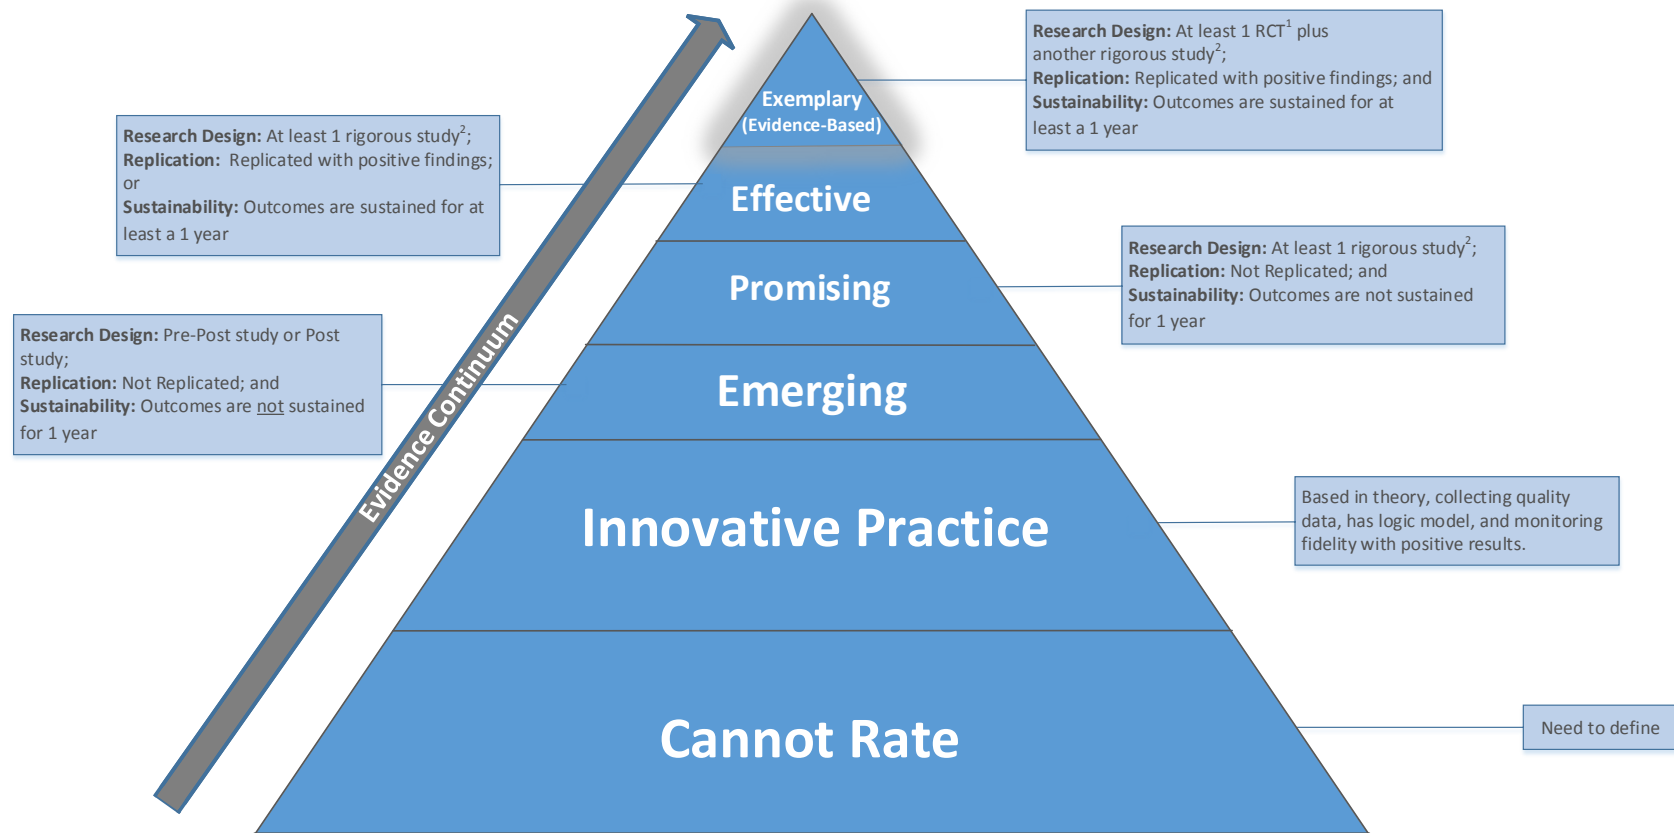 Research Design: At least 1 RCT¹ plus
another rigorous study²;
Replication: Replicated with positive findings; and
Sustainability: Outcomes are sustained for at
least a 1 year
Exemplary
(Evidence-Based)
Research Design: At least 1 rigorous study²;
Replication: Replicated with positive findings;
or
Sustainability: Outcomes are sustained for at
least a 1 year
Effective
Research Design: At least 1 rigorous study²;
Replication: Not Replicated; and
Sustainability: Outcomes are not sustained
for 1 year
Promising
Research Design: Pre-Post study or Post
study;
Replication: Not Replicated; and
Sustainability: Outcomes are not sustained
for 1 year
Emerging
Evidence Continuum
Innovative Practice
Based in theory, collecting quality
data, has logic model, and monitoring
fidelity with positive results.
Cannot Rate
Need to define